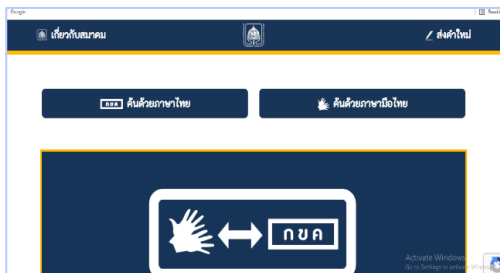 Google
เกี่ยวกับสมาคม
ส่งคำใหม่
กขค ค้นด้วยภาษาไทย
ค้นด้วยภาษามือไทย
กขค
Activate Windows
Go to Settings to activate Windows